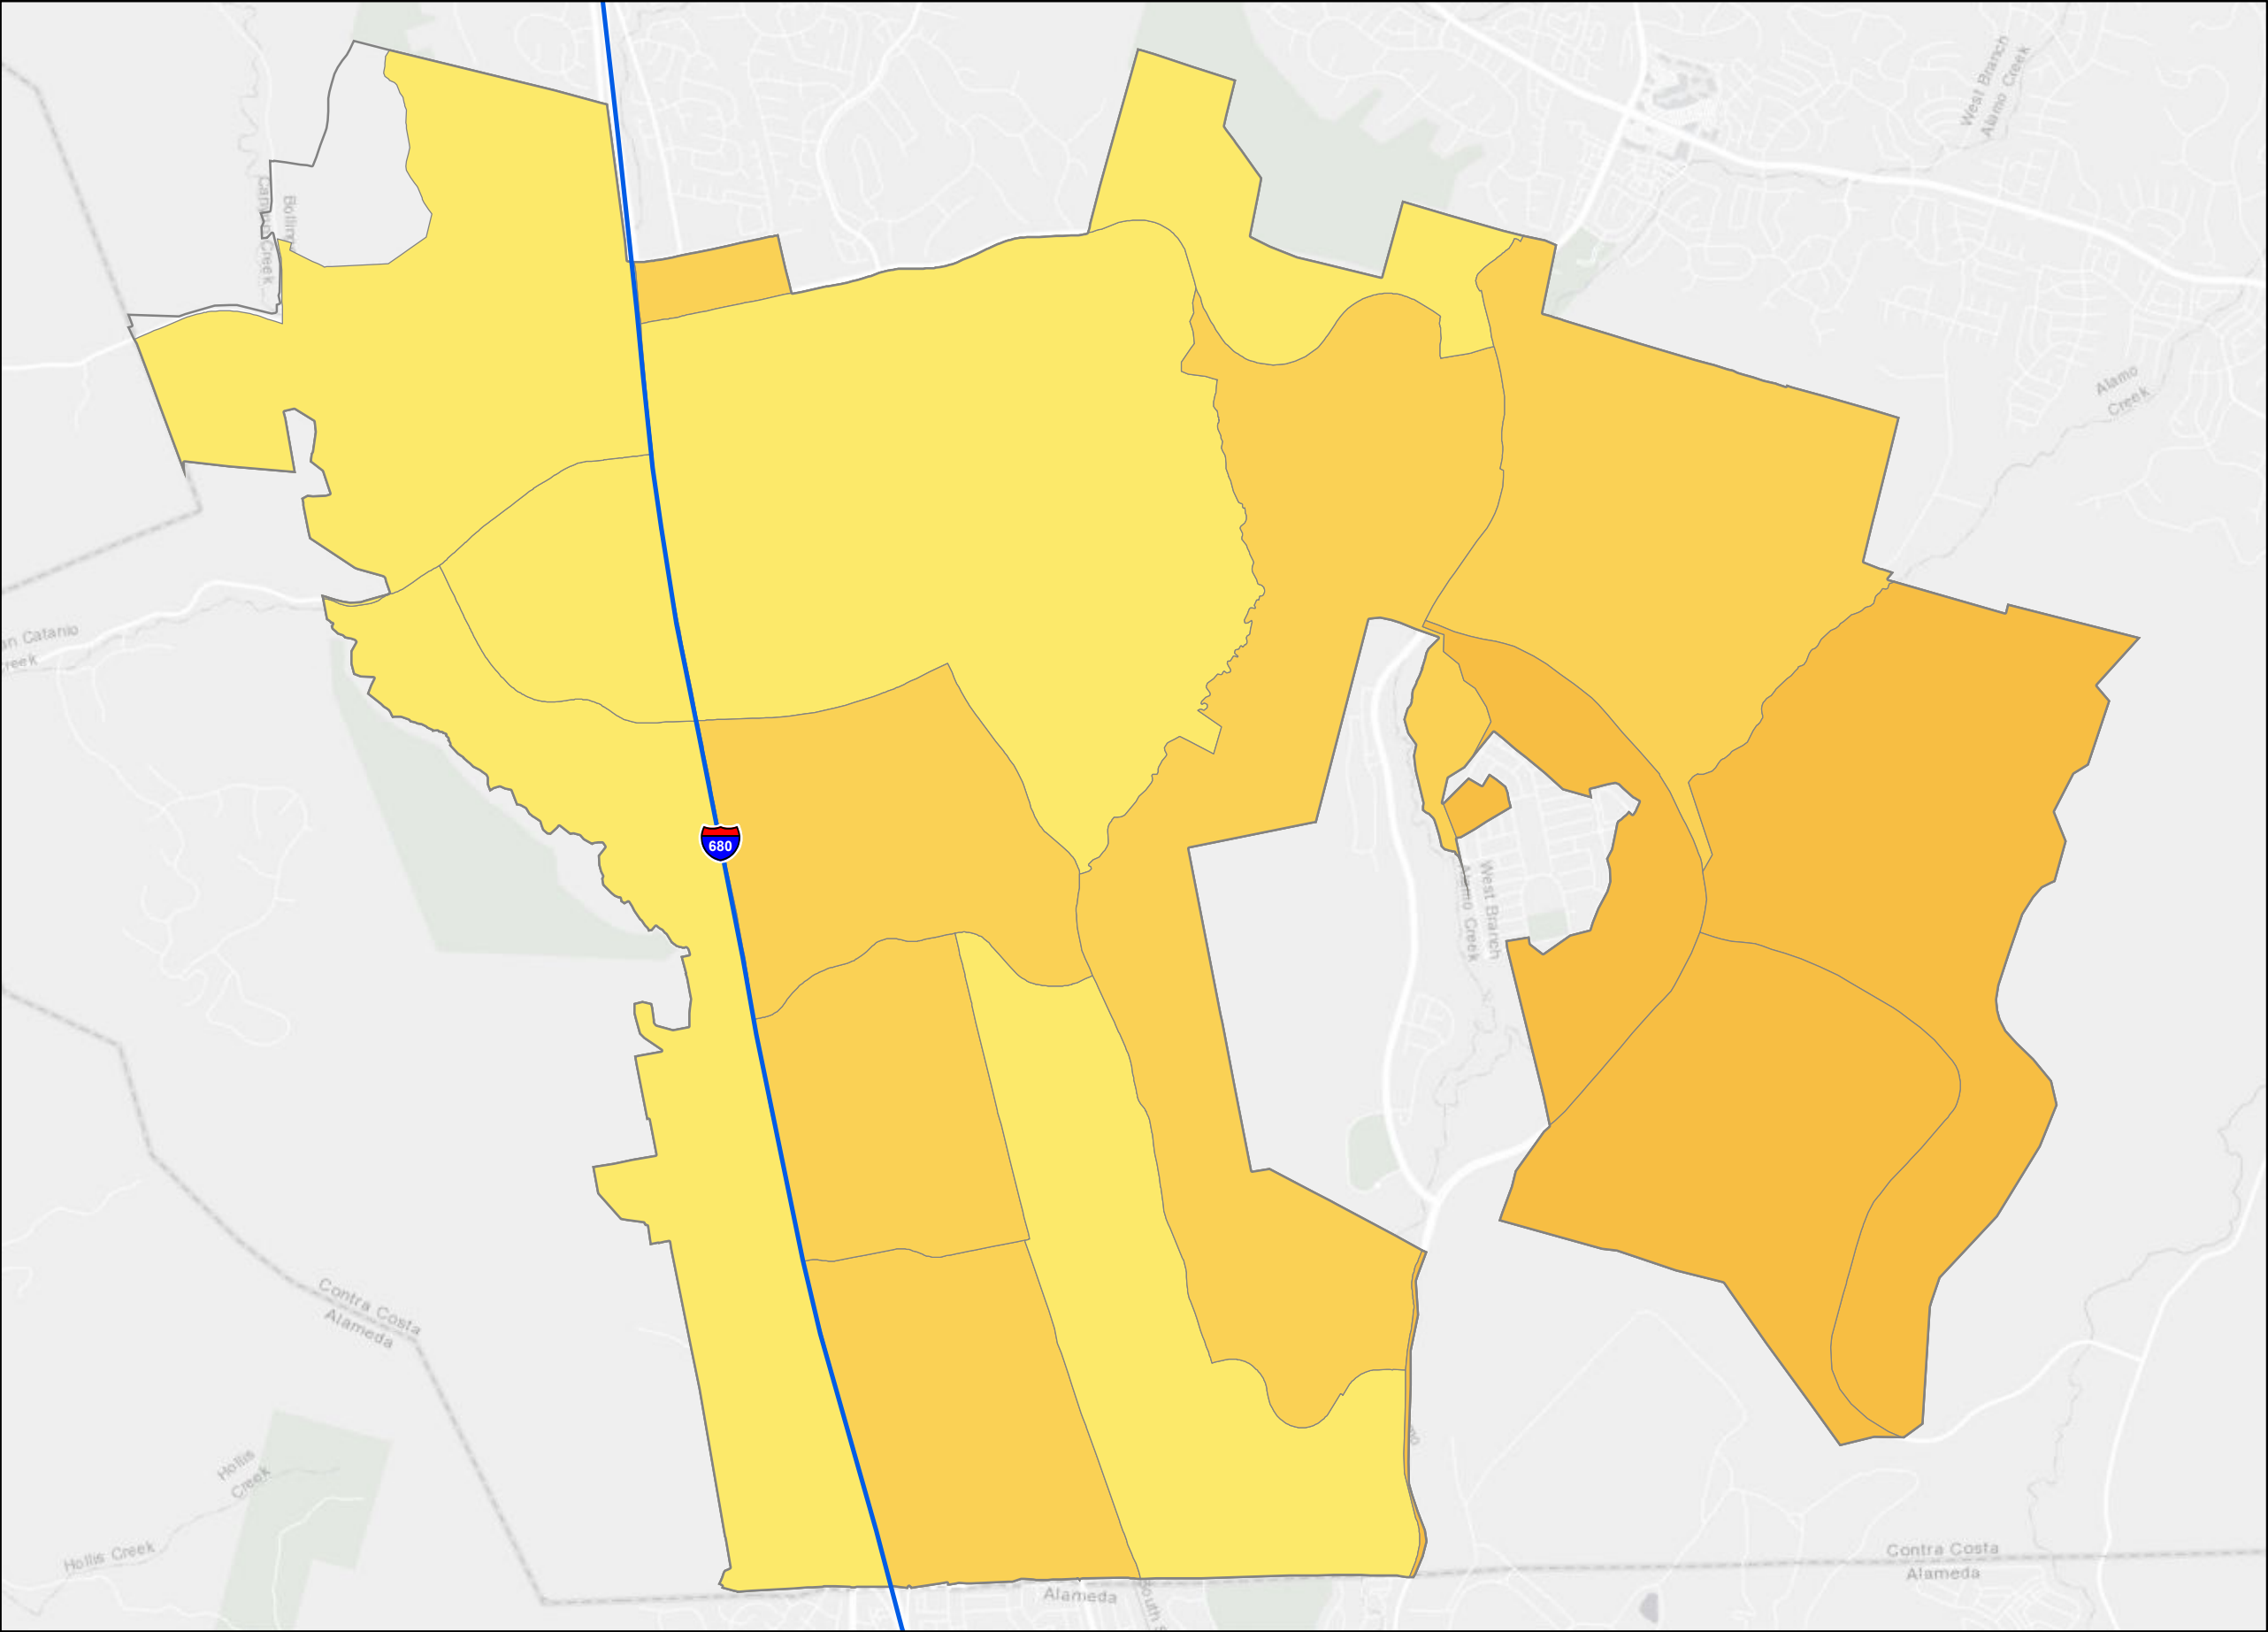 West Branch
Alamo Creek
Alamo
Creek
an Catanio
reek
680
West Branch
Alamo Creek
Contra Costa
Alameda
Hollis
Creek
Hollis Creek
Contra Costa
Alameda
Alameda